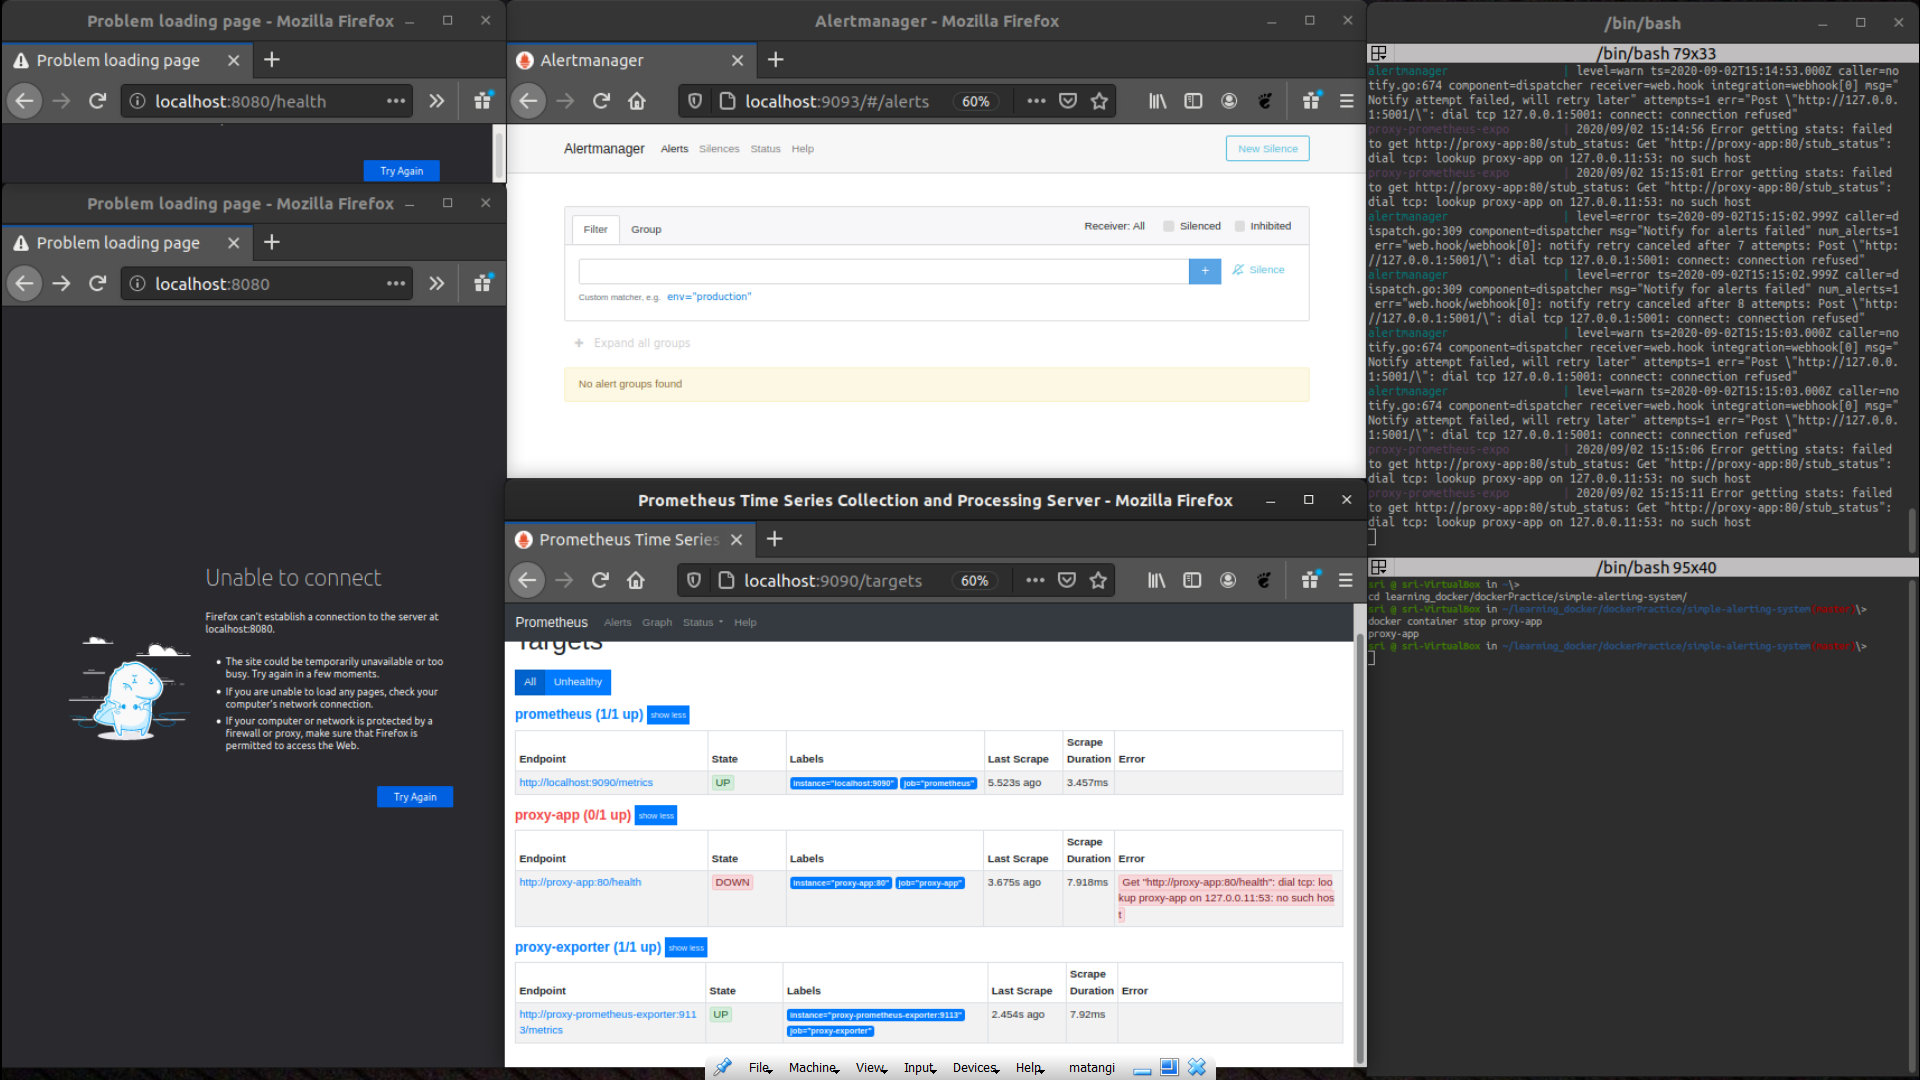 Problem loading page - Mozilla Firefox
Problem loading page
localhost:8080/health
Try Again
Problem loading page - Mozilla Firefox
Problem loading page
localhost:8080
Unable to connect
Firefox can't establish a connection to the server at
localhost:8080.
The site could be temporarily unavailable or too
busy. Try again in a few moments.
If you are unable to load any pages, check your
computer's network connection.
If your computer or network is protected by a
firewall or proxy, make sure that Firefox is
permitted to access the Web.
Try Again
Alertmanager - Mozilla Firefox
Alertmanager
localhost:9093/#/alerts 60%
Alertmanager Alerts Silences Status Help New Silence
Filter Group Receiver: All Silenced Inhibited
+ Silence
Custom matcher, e.g. env="production"
+ Expand all groups
No alert groups found
Prometheus Time Series Collection and Processing Server - Mozilla Firefox
Prometheus Time Series
localhost:9090/targets 60%
Prometheus Alerts Graph Status Help
Targets
All Unhealthy
prometheus (1/1 up) show less
Endpoint State Labels Last Scrape Scrape Duration Error
http://localhost:9090/metrics UP instance="localhost:9090" job="prometheus" 5.523s ago 3.457ms
proxy-app (0/1 up) show less
Endpoint State Labels Last Scrape Scrape Duration Error
http://proxy-app:80/health DOWN instance="proxy-app:80" job="proxy-app" 3.675s ago 7.918ms Get "http://proxy-app:80/health": dial tcp: loo
kup proxy-app on 127.0.0.11:53: no such hos
t
proxy-exporter (1/1 up) show less
Endpoint State Labels Last Scrape Scrape Duration Error
http://proxy-prometheus-exporter:911 UP instance="proxy-prometheus-exporter:9113" 2.454s ago 7.92ms
3/metrics job="proxy-exporter"
File Machine View Input Devices Help matangi
/bin/bash
/bin/bash 79x33
alertmanager | level=warn ts=2020-09-02T15:14:53.000Z caller=no
tify.go:674 component=dispatcher receiver=web.hook integration=webhook[0] msg="
Notify attempt failed, will retry later" attempts=1 err="Post \"http://127.0.0.
1:5001/\": dial tcp 127.0.0.1:5001: connect: connection refused"
proxy-prometheus-expo | 2020/09/02 15:14:56 Error getting stats: failed
to get http://proxy-app:80/stub_status: Get "http://proxy-app:80/stub_status":
dial tcp: lookup proxy-app on 127.0.0.11:53: no such host
proxy-prometheus-expo | 2020/09/02 15:15:01 Error getting stats: failed
to get http://proxy-app:80/stub_status: Get "http://proxy-app:80/stub_status":
dial tcp: lookup proxy-app on 127.0.0.11:53: no such host
alertmanager | level=error ts=2020-09-02T15:15:02.999Z caller=d
ispatch.go:309 component=dispatcher msg="Notify for alerts failed" num_alerts=1
err="web.hook/webhook[0]: notify retry canceled after 7 attempts: Post \"http:
//127.0.0.1:5001/\": dial tcp 127.0.0.1:5001: connect: connection refused"
alertmanager | level=error ts=2020-09-02T15:15:02.999Z caller=d
ispatch.go:309 component=dispatcher msg="Notify for alerts failed" num_alerts=1
err="web.hook/webhook[0]: notify retry canceled after 8 attempts: Post \"http:
//127.0.0.1:5001/\": dial tcp 127.0.0.1:5001: connect: connection refused"
alertmanager | level=warn ts=2020-09-02T15:15:03.000Z caller=no
tify.go:674 component=dispatcher receiver=web.hook integration=webhook[0] msg="
Notify attempt failed, will retry later" attempts=1 err="Post \"http://127.0.0.
1:5001/\": dial tcp 127.0.0.1:5001: connect: connection refused"
alertmanager | level=warn ts=2020-09-02T15:15:03.000Z caller=no
tify.go:674 component=dispatcher receiver=web.hook integration=webhook[0] msg="
Notify attempt failed, will retry later" attempts=1 err="Post \"http://127.0.0.
1:5001/\": dial tcp 127.0.0.1:5001: connect: connection refused"
proxy-prometheus-expo | 2020/09/02 15:15:06 Error getting stats: failed
to get http://proxy-app:80/stub_status: Get "http://proxy-app:80/stub_status":
dial tcp: lookup proxy-app on 127.0.0.11:53: no such host
proxy-prometheus-expo | 2020/09/02 15:15:11 Error getting stats: failed
to get http://proxy-app:80/stub_status: Get "http://proxy-app:80/stub_status":
dial tcp: lookup proxy-app on 127.0.0.11:53: no such host
/bin/bash 95x40
sri @ sri-VirtualBox in ~\>
cd learning_docker/dockerPractice/simple-alerting-system/
sri @ sri-VirtualBox in ~/learning_docker/dockerPractice/simple-alerting-system(master)\>
docker container stop proxy-app
proxy-app
sri @ sri-VirtualBox in ~/learning_docker/dockerPractice/simple-alerting-system(master)\>